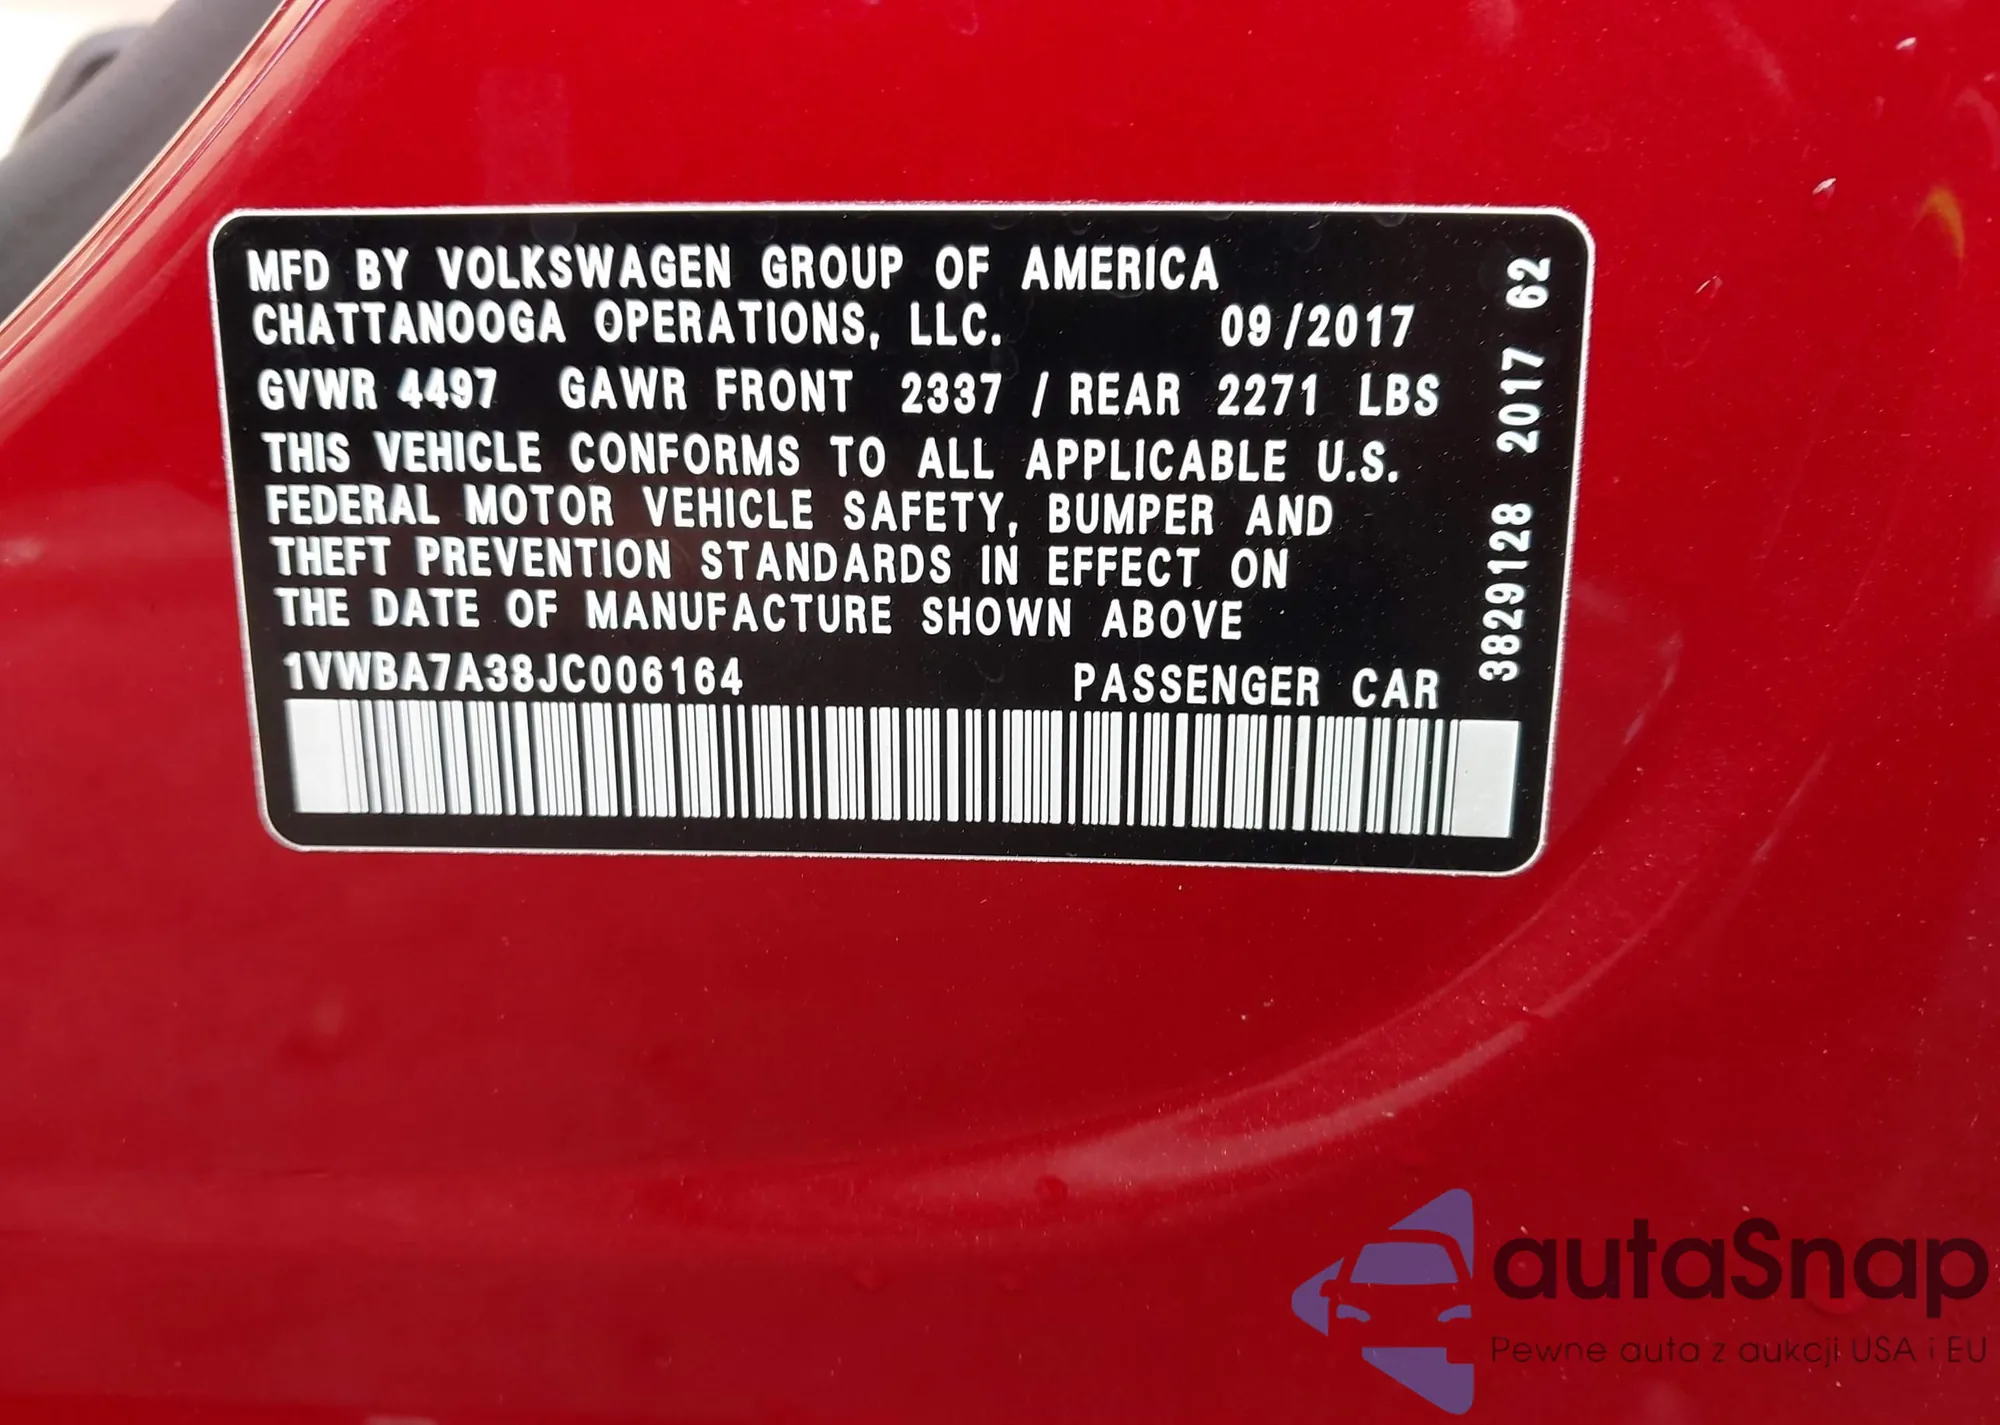 MFD BY VOLKSWAGEN GROUP OF AMERICA
CHATTANOOGA OPERATIONS, LLC. 09/2017
GVWR 4497 GAWR FRONT 2337 / REAR 2271 LBS
THIS VEHICLE CONFORMS TO ALL APPLICABLE U.S.
FEDERAL MOTOR VEHICLE SAFETY, BUMPER AND
THEFT PREVENTION STANDARDS IN EFFECT ON
THE DATE OF MANUFACTURE SHOWN ABOVE
1VWBA7A38JC006164 PASSENGER CAR
3829128 2017 62
autaSnap
Pewne auta z aukcji USA i EU